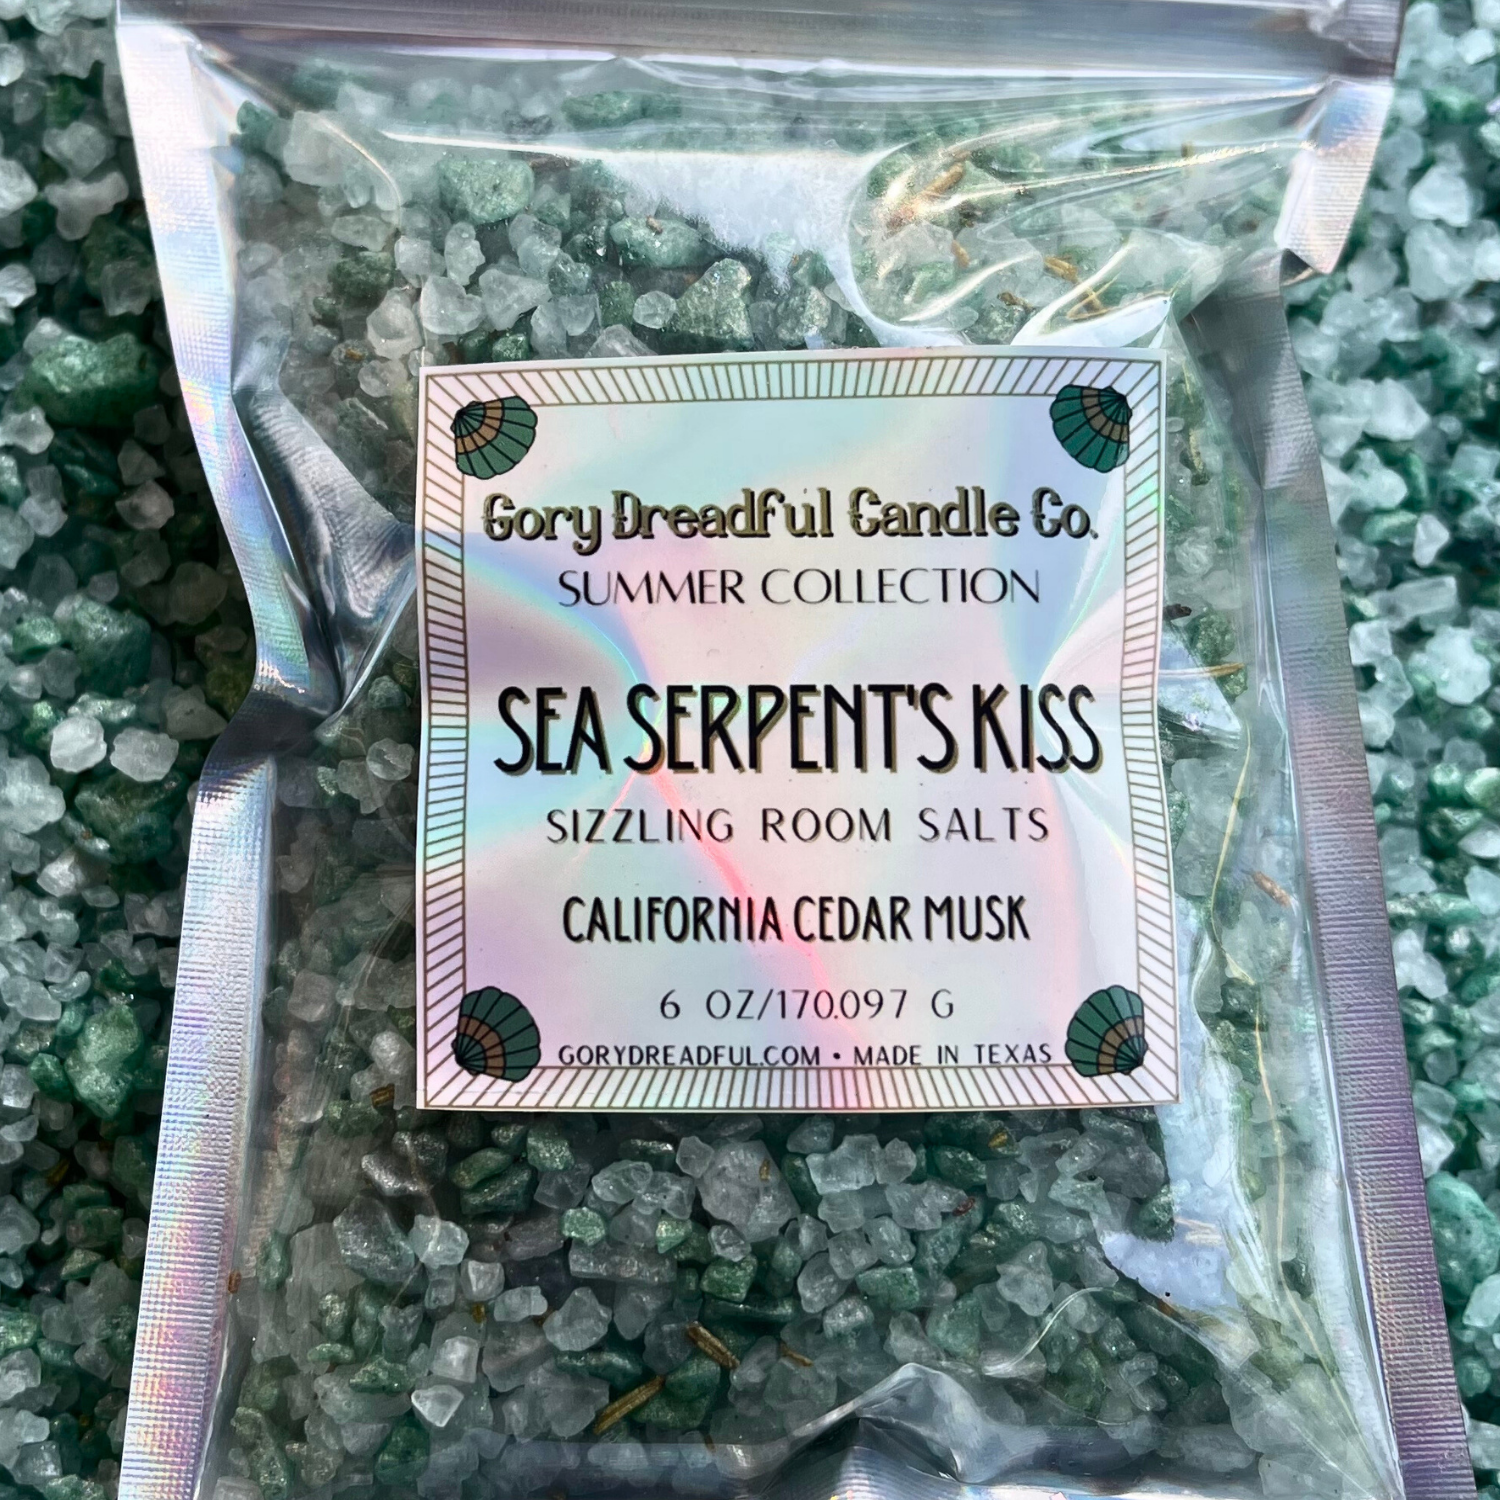 Gory Dreadful Candle Co.
SUMMER COLLECTION
SEA SERPENT'S KISS
SIZZLING ROOM SALTS
CALIFORNIA CEDAR MUSK
6 OZ/170.097 G
GORYDREADFUL.COM • MADE IN TEXAS